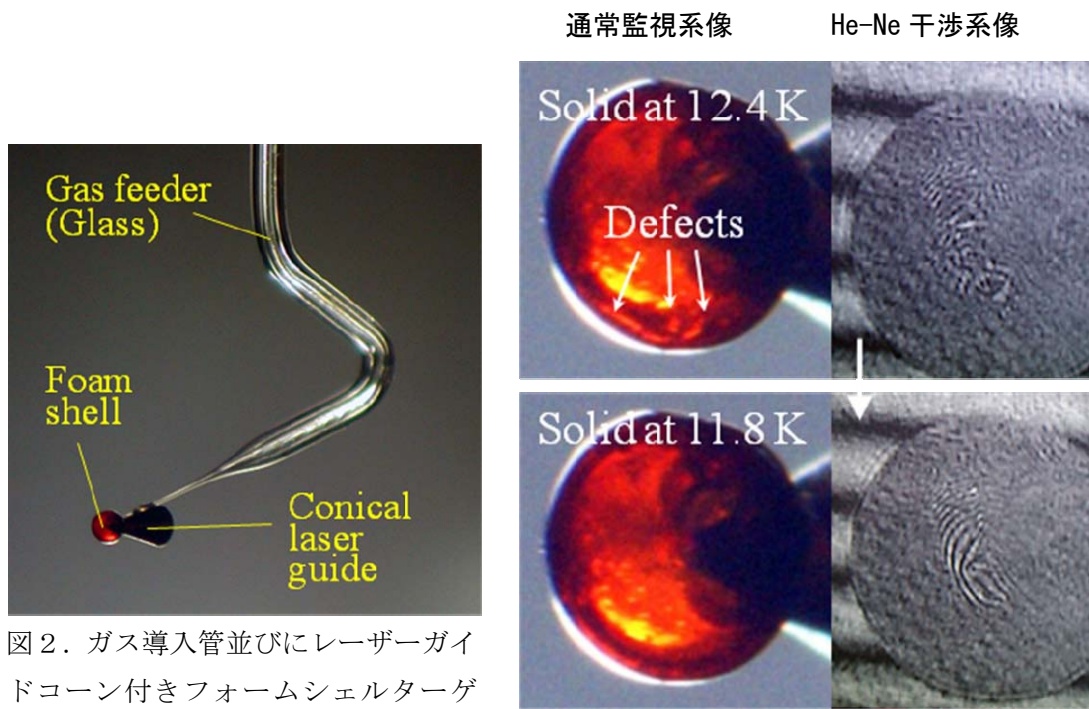 通常監視系像
He-Ne 干渉系像
Gas feeder
(Glass)
Foam
shell
Conical
laser
guide
Solid at 12.4 K
Defects
Solid at 11.8 K
図２．ガス導入管並びにレーザーガイ
ドコーン付きフォームシェルターゲ